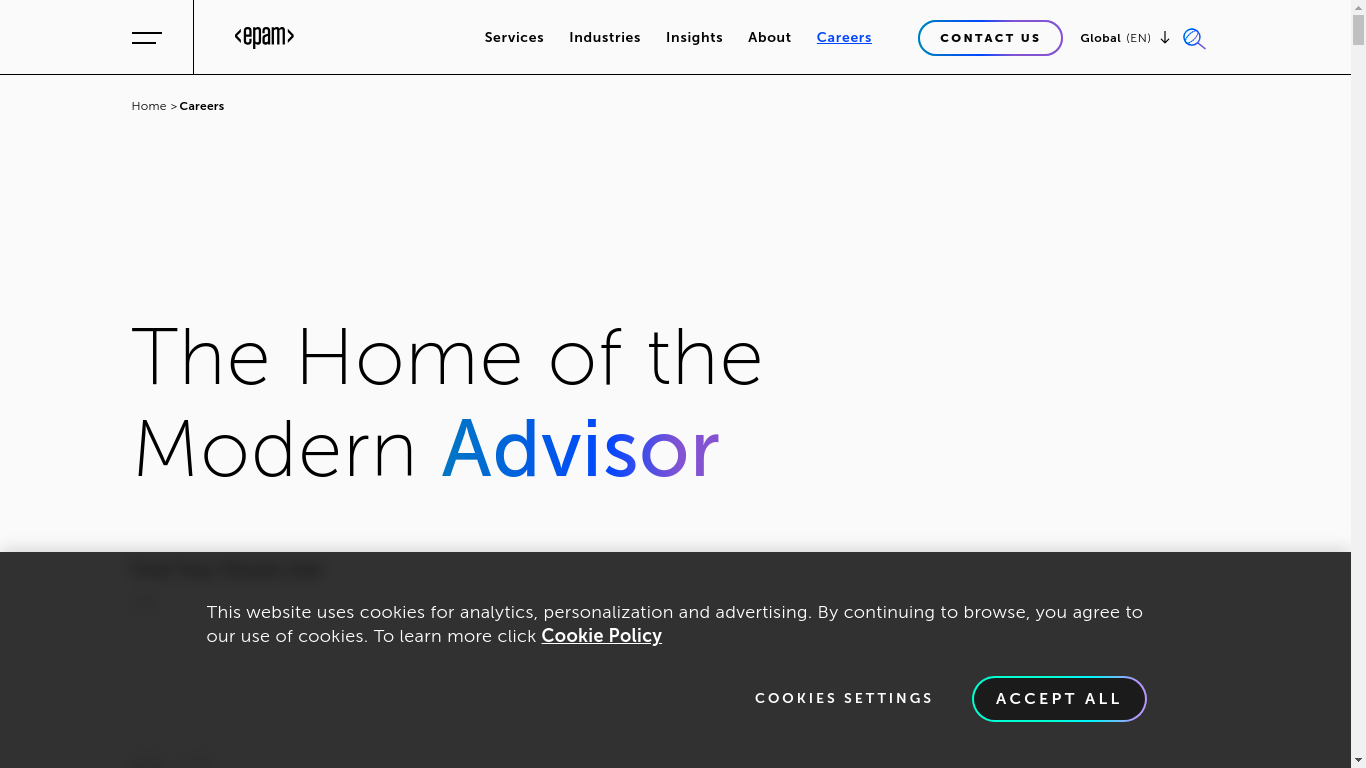 <epam>
Services
Industries
Insights
About
Careers
CONTACT US
Global (EN)
Home > Careers
The Home of the
Modern Advisor
This website uses cookies for analytics, personalization and advertising. By continuing to browse, you agree to
our use of cookies. To learn more click Cookie Policy
COOKIES SETTINGS
ACCEPT ALL